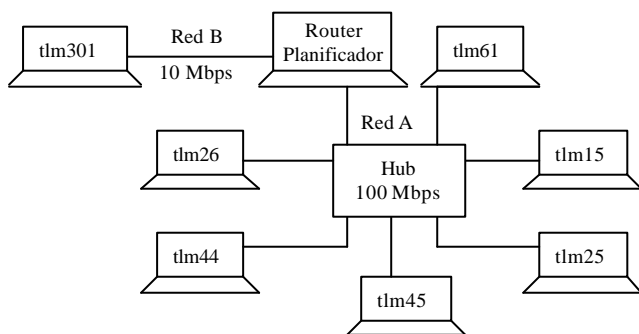 tlm301
Red B
10 Mbps
Router
Planificador
tlm61
Red A
tlm26
Hub
100 Mbps
tlm15
tlm44
tlm45
tlm25